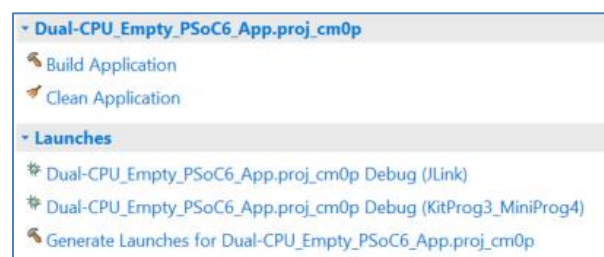 Dual-CPU_Empty_PSoC6_App.proj_cm0p
Build Application
Clean Application
Launches
Dual-CPU_Empty_PSoC6_App.proj_cm0p Debug (JLink)
Dual-CPU_Empty_PSoC6_App.proj_cm0p Debug (KitProg3_MiniProg4)
Generate Launches for Dual-CPU_Empty_PSoC6_App.proj_cm0p